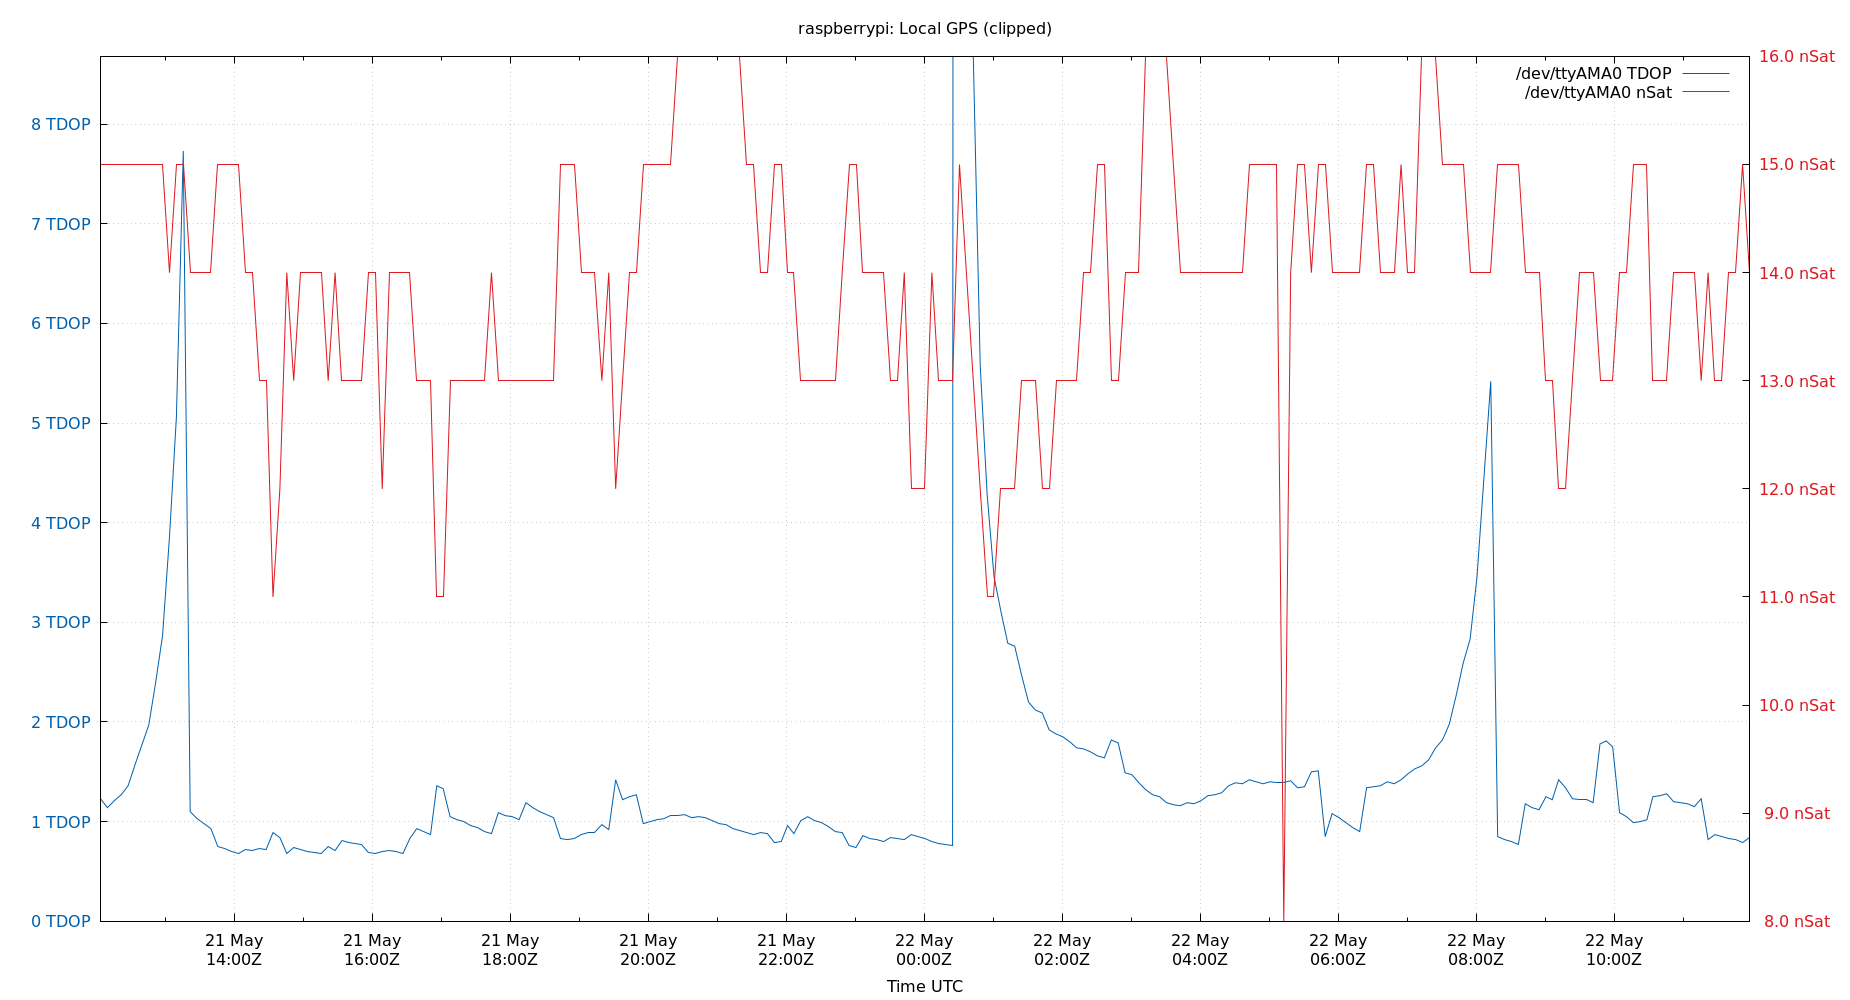 raspberrypi: Local GPS (clipped)
/dev/ttyAMA0 TDOP
/dev/ttyAMA0 nSat
8 TDOP
7 TDOP
6 TDOP
5 TDOP
4 TDOP
3 TDOP
2 TDOP
1 TDOP
0 TDOP
16.0 nSat
15.0 nSat
14.0 nSat
13.0 nSat
12.0 nSat
11.0 nSat
10.0 nSat
9.0 nSat
8.0 nSat
21 May
14:00Z
21 May
16:00Z
21 May
18:00Z
21 May
20:00Z
21 May
22:00Z
22 May
00:00Z
22 May
02:00Z
22 May
04:00Z
22 May
06:00Z
22 May
08:00Z
22 May
10:00Z
Time UTC